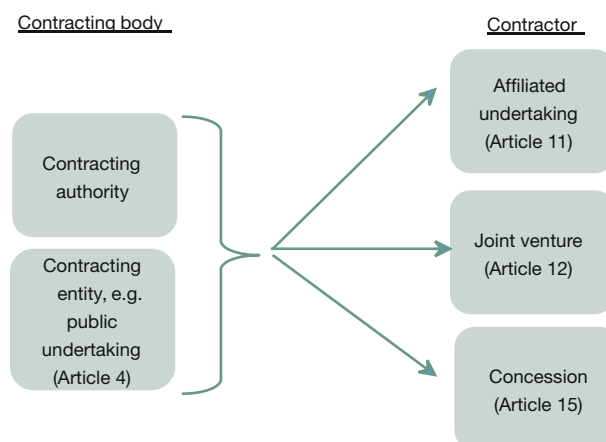 Contracting body
Contractor
Contracting
authority
Contracting
entity, e.g.
public
undertaking
(Article 4)
Affiliated
undertaking
(Article 11)
Joint venture
(Article 12)
Concession
(Article 15)